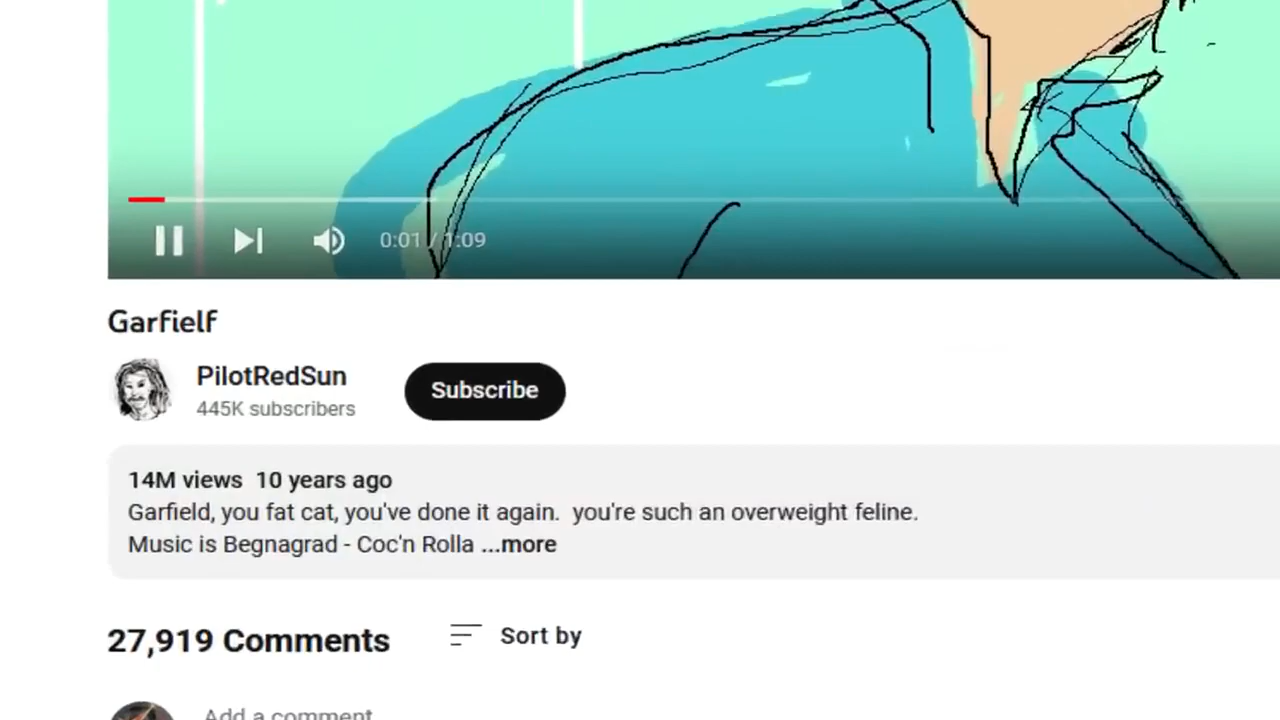 0:01 / 1:09
Garfielf
PilotRedSun
445K subscribers
Subscribe
14M views 10 years ago
Garfield, you fat cat, you've done it again. you're such an overweight feline.
Music is Begnagrad - Coc'n Rolla ...more
27,919 Comments
Sort by
Add a comment